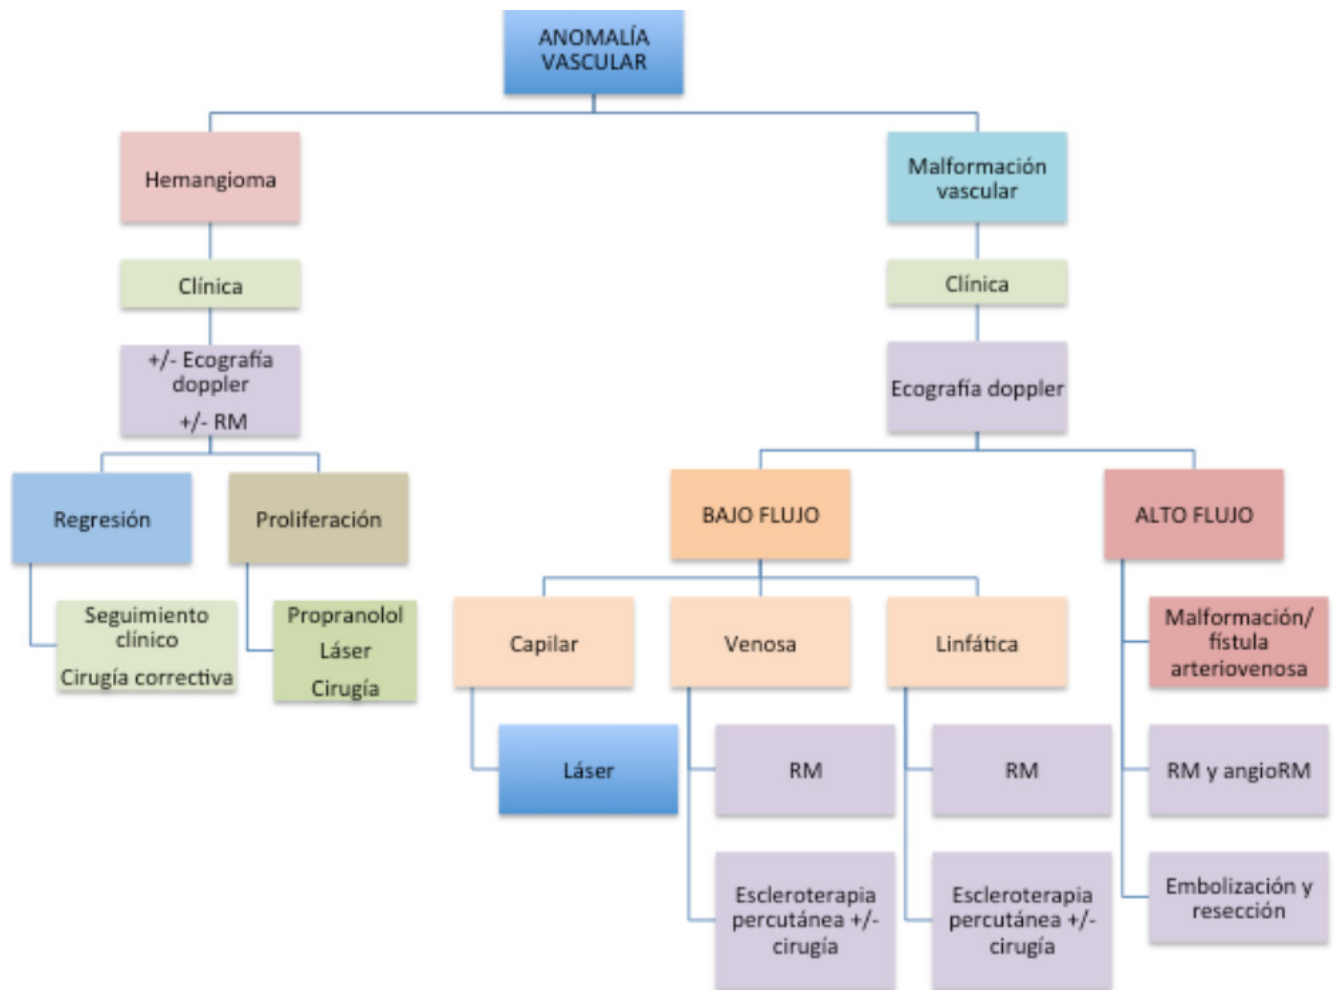 ANOMALÍA
VASCULAR
Hemangioma
Malformación
vascular
Clínica
Clínica
+/- Ecografía
doppler
+/- RM
Ecografía doppler
Regresión
Proliferación
BAJO FLUJO
ALTO FLUJO
Seguimiento
clínico
Cirugía correctiva
Propranolol
Láser
Cirugía
Capilar
Venosa
Linfática
Malformación/
fístula
arteriovenosa
Láser
RM
RM
RM y angioRM
Escleroterapia
percutánea +/-
cirugía
Escleroterapia
percutánea +/-
cirugía
Embolización y
resección